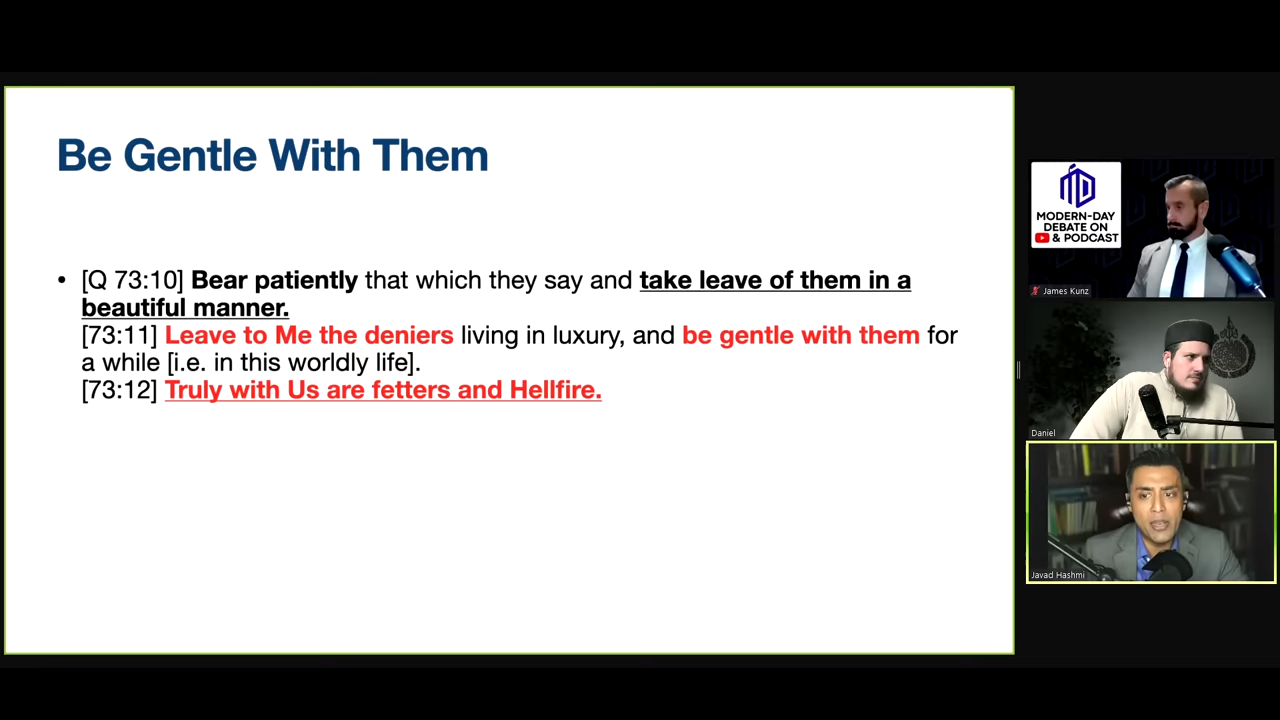 Be Gentle With Them
• [Q 73:10] Bear patiently that which they say and take leave of them in a
beautiful manner.
[73:11] Leave to Me the deniers living in luxury, and be gentle with them for
a while [i.e. in this worldly life].
[73:12] Truly with Us are fetters and Hellfire.
MODERN-DAY
DEBATE ON
& PODCAST
James Kunz
Daniel
Javad Hashmi